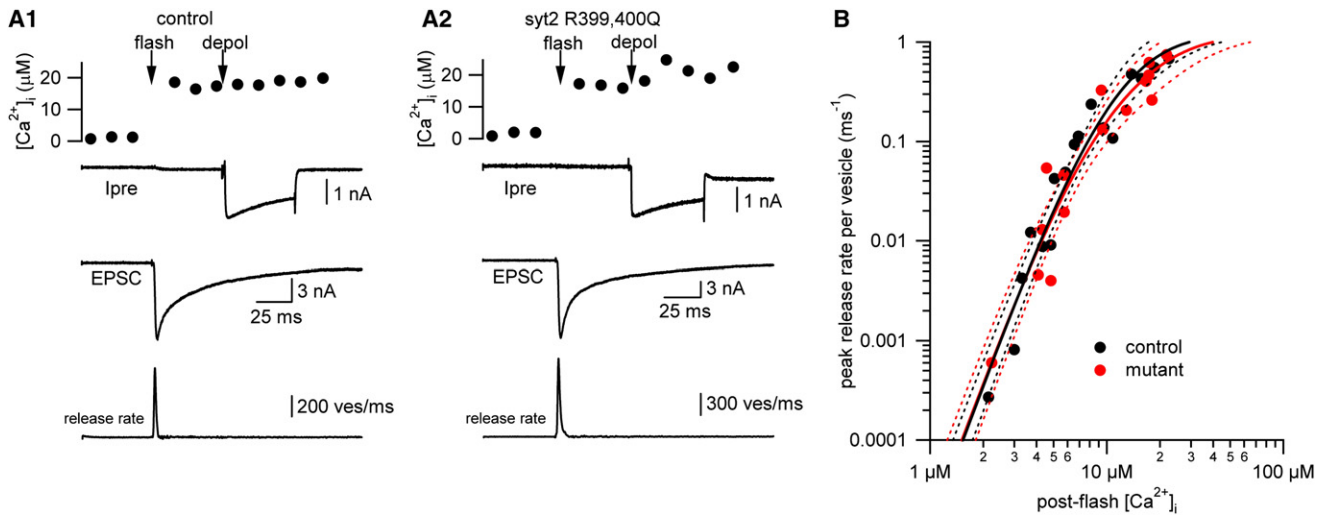 A1
control
flash
depol
[Ca²⁺]ᵢ (μM)
20
10
0
Ipre
1 nA
EPSC
3 nA
25 ms
release rate
200 ves/ms
A2
syt2 R399,400Q
flash
depol
[Ca²⁺]ᵢ (μM)
20
10
0
Ipre
1 nA
EPSC
3 nA
25 ms
release rate
300 ves/ms
B
peak release rate per vesicle (ms⁻¹)
1
0.1
0.01
0.001
0.0001
control
mutant
1 μM
2
3
4
5
6
10 μM
2
3
4
5
6
100 μM
post-flash [Ca²⁺]ᵢ